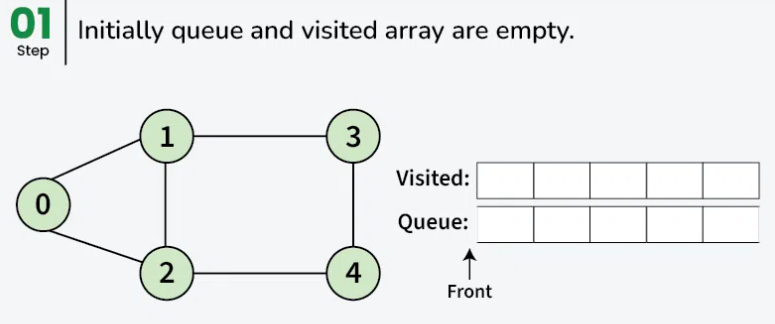 01
Step
Initially queue and visited array are empty.
1
3
0
2
4
Visited:
Queue:
Front